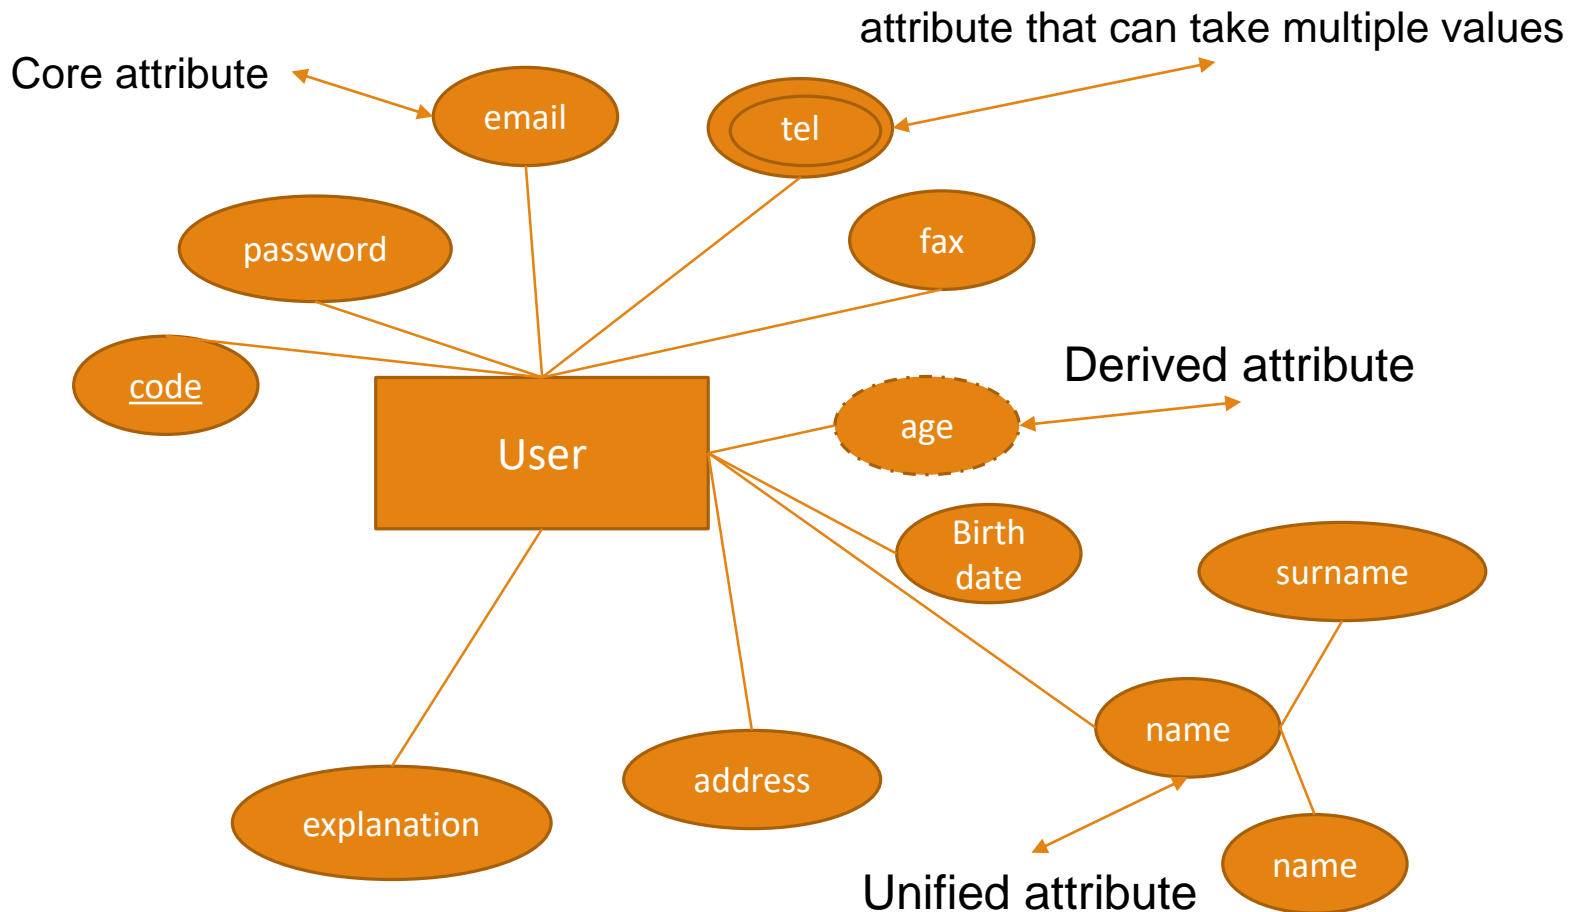 attribute that can take multiple values
Core attribute
email
tel
password
fax
code
Derived attribute
age
User
Birth
date
surname
name
address
explanation
name
Unified attribute